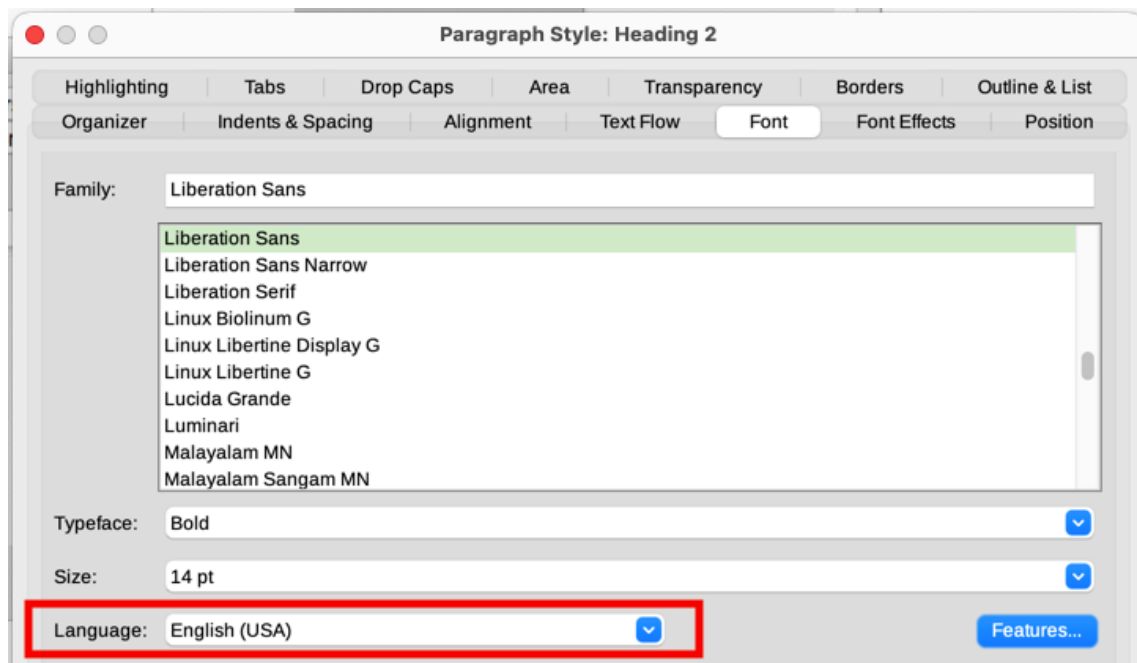 Paragraph Style: Heading 2
Highlighting Tabs Drop Caps Area Transparency Borders Outline & List
Organizer Indents & Spacing Alignment Text Flow Font Font Effects Position
Family: Liberation Sans
Liberation Sans
Liberation Sans Narrow
Liberation Serif
Linux Biolinum G
Linux Libertine Display G
Linux Libertine G
Lucida Grande
Luminari
Malayalam MN
Malayalam Sangam MN
Typeface: Bold
Size: 14 pt
Language: English (USA) Features...